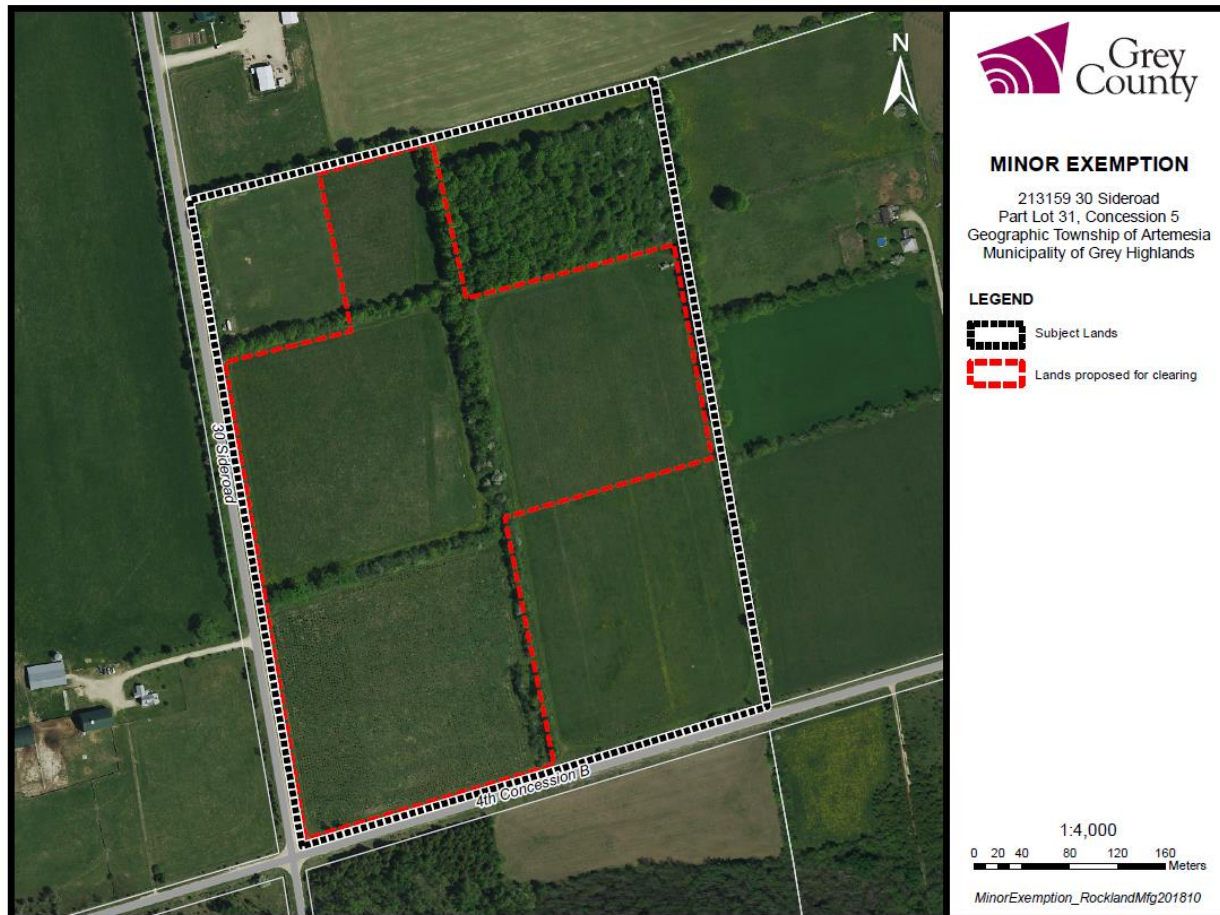 N
30 Sideroad
4th Concession B
Grey
County
MINOR EXEMPTION
213159 30 Sideroad
Part Lot 31, Concession 5
Geographic Township of Artemesia
Municipality of Grey Highlands
LEGEND
Subject Lands
Lands proposed for clearing
1:4,000
0 20 40 80 120 160
Meters
MinorExemption_RocklandMfg201810